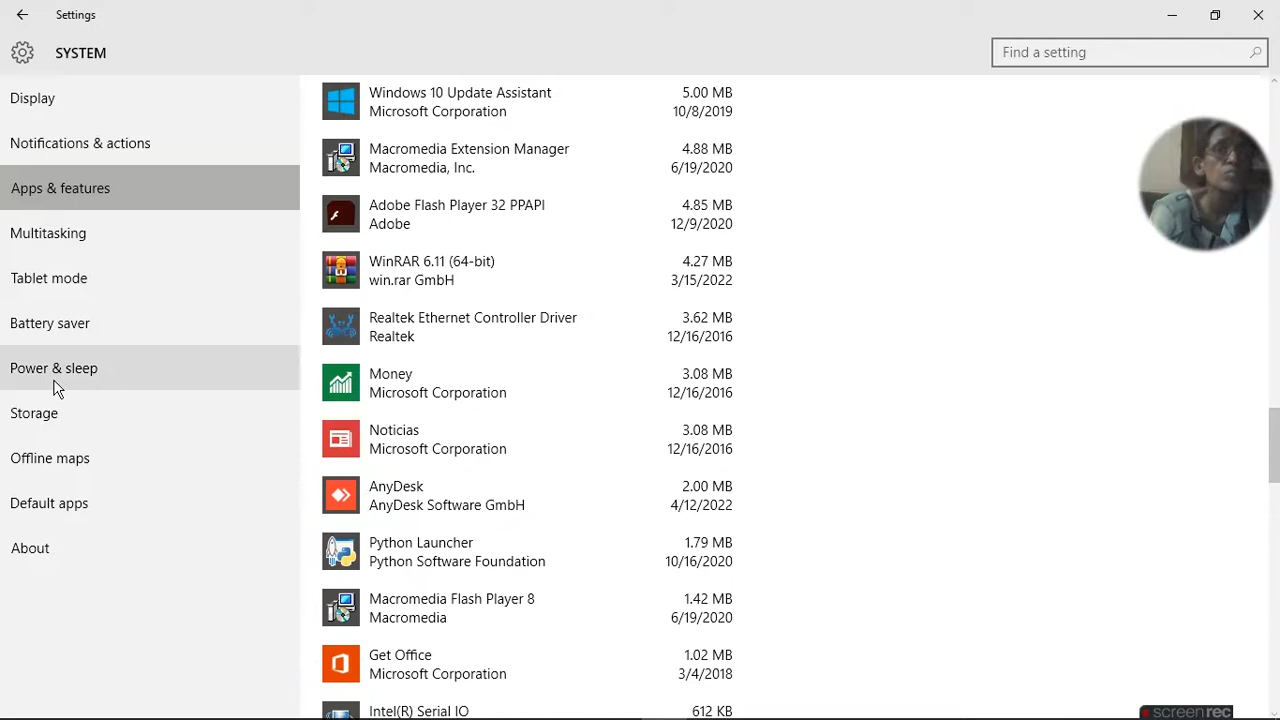 Settings
SYSTEM
Find a setting
Display
Notifications & actions
Apps & features
Multitasking
Tablet mode
Battery saver
Power & sleep
Storage
Offline maps
Default apps
About
Windows 10 Update Assistant 5.00 MB
Microsoft Corporation 10/8/2019
Macromedia Extension Manager 4.88 MB
Macromedia, Inc. 6/19/2020
Adobe Flash Player 32 PPAPI 4.85 MB
Adobe 12/9/2020
WinRAR 6.11 (64-bit) 4.27 MB
win.rar GmbH 3/15/2022
Realtek Ethernet Controller Driver 3.62 MB
Realtek 12/16/2016
Money 3.08 MB
Microsoft Corporation 12/16/2016
Noticias 3.08 MB
Microsoft Corporation 12/16/2016
AnyDesk 2.00 MB
AnyDesk Software GmbH 4/12/2022
Python Launcher 1.79 MB
Python Software Foundation 10/16/2020
Macromedia Flash Player 8 1.42 MB
Macromedia 6/19/2020
Get Office 1.02 MB
Microsoft Corporation 3/4/2018
Intel(R) Serial IO 612 KB
screenrec